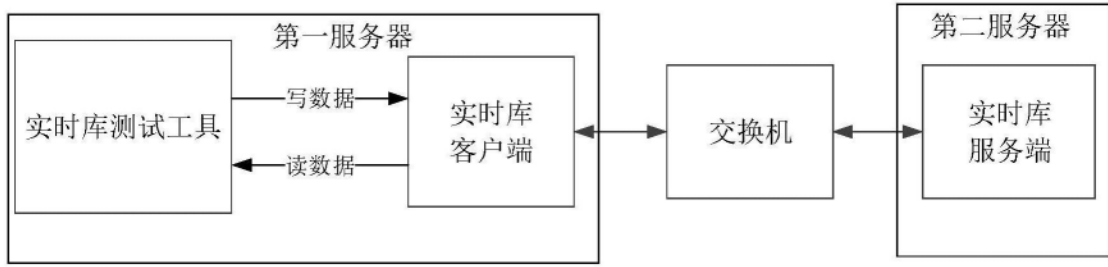 第一服务器
实时库测试工具
写数据
读数据
实时库
客户端
交换机
第二服务器
实时库
服务端